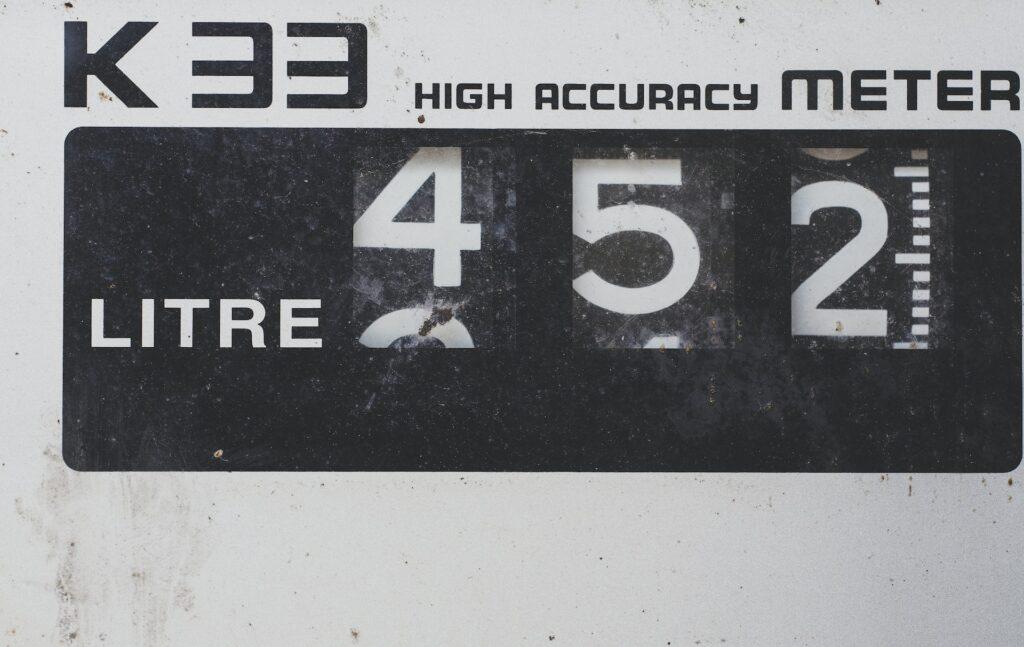 K33 HIGH ACCURACY METER
452
LITRE